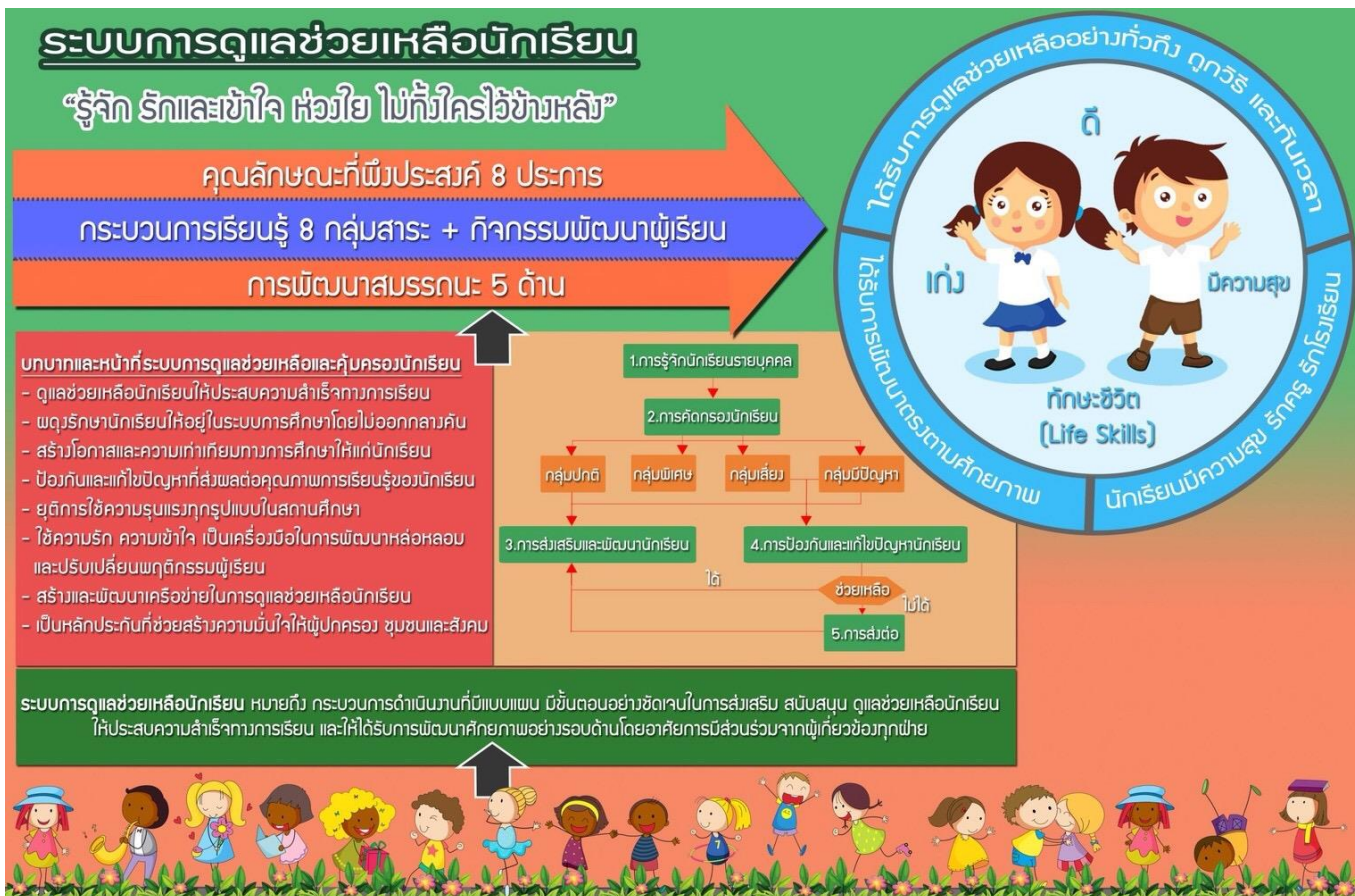 ระบบการดูแลช่วยเหลือนักเรียน
“รู้จัก รักและเข้าใจ ห่วงใย ไม่ทิ้งใครไว้ข้างหลัง”
คุณลักษณะที่พึงประสงค์ 8 ประการ
กระบวนการเรียนรู้ 8 กลุ่มสาระ + กิจกรรมพัฒนาผู้เรียน
การพัฒนาสมรรถนะ 5 ด้าน
ได้รับการดูแลช่วยเหลืออย่างทั่วถึง ถูกวิธี และทันเวลา
ได้รับการพัฒนาตรงตามศักยภาพ
นักเรียนมีความสุข รักครู รักโรงเรียน
ดี
เก่ง
มีความสุข
ทักษะชีวิต
(Life Skills)
บทบาทและหน้าที่ระบบการดูแลช่วยเหลือและคุ้มครองนักเรียน
- ดูแลช่วยเหลือนักเรียนให้ประสบความสำเร็จทางการเรียน
- ผดุงรักษานักเรียนให้อยู่ในระบบการศึกษาโดยไม่ออกกลางคัน
- สร้างโอกาสและความเท่าเทียมทางการศึกษาให้แก่นักเรียน
- ป้องกันและแก้ไขปัญหาที่ส่งผลต่อคุณภาพการเรียนรู้ของนักเรียน
- ยุติการใช้ความรุนแรงทุกรูปแบบในสถานศึกษา
- ใช้ความรัก ความเข้าใจ เป็นเครื่องมือในการพัฒนาหล่อหลอม
และปรับเปลี่ยนพฤติกรรมผู้เรียน
- สร้างและพัฒนาเครือข่ายในการดูแลช่วยเหลือนักเรียน
- เป็นหลักประกันที่ช่วยสร้างความมั่นใจให้ผู้ปกครอง ชุมชนและสังคม
1.การรู้จักนักเรียนรายบุคคล
2.การคัดกรองนักเรียน
กลุ่มปกติ
กลุ่มพิเศษ
กลุ่มเสี่ยง
กลุ่มมีปัญหา
3.การส่งเสริมและพัฒนานักเรียน
4.การป้องกันและแก้ไขปัญหานักเรียน
ได้
ช่วยเหลือ
ไม่ได้
5.การส่งต่อ
ระบบการดูแลช่วยเหลือนักเรียน หมายถึง กระบวนการดำเนินงานที่มีแบบแผน มีขั้นตอนอย่างชัดเจนในการส่งเสริม สนับสนุน ดูแลช่วยเหลือนักเรียน
ให้ประสบความสำเร็จทางการเรียน และให้ได้รับการพัฒนาศักยภาพอย่างรอบด้านโดยอาศัยการมีส่วนร่วมจากผู้เกี่ยวข้องทุกฝ่าย
7